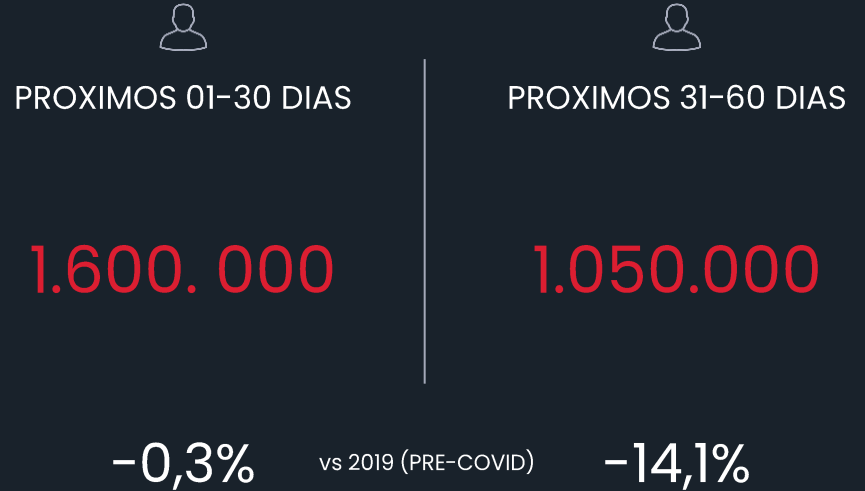 PROXIMOS 01-30 DIAS
1.600. 000
-0,3%
PROXIMOS 31-60 DIAS
1.050.000
-14,1%
vs 2019 (PRE-COVID)